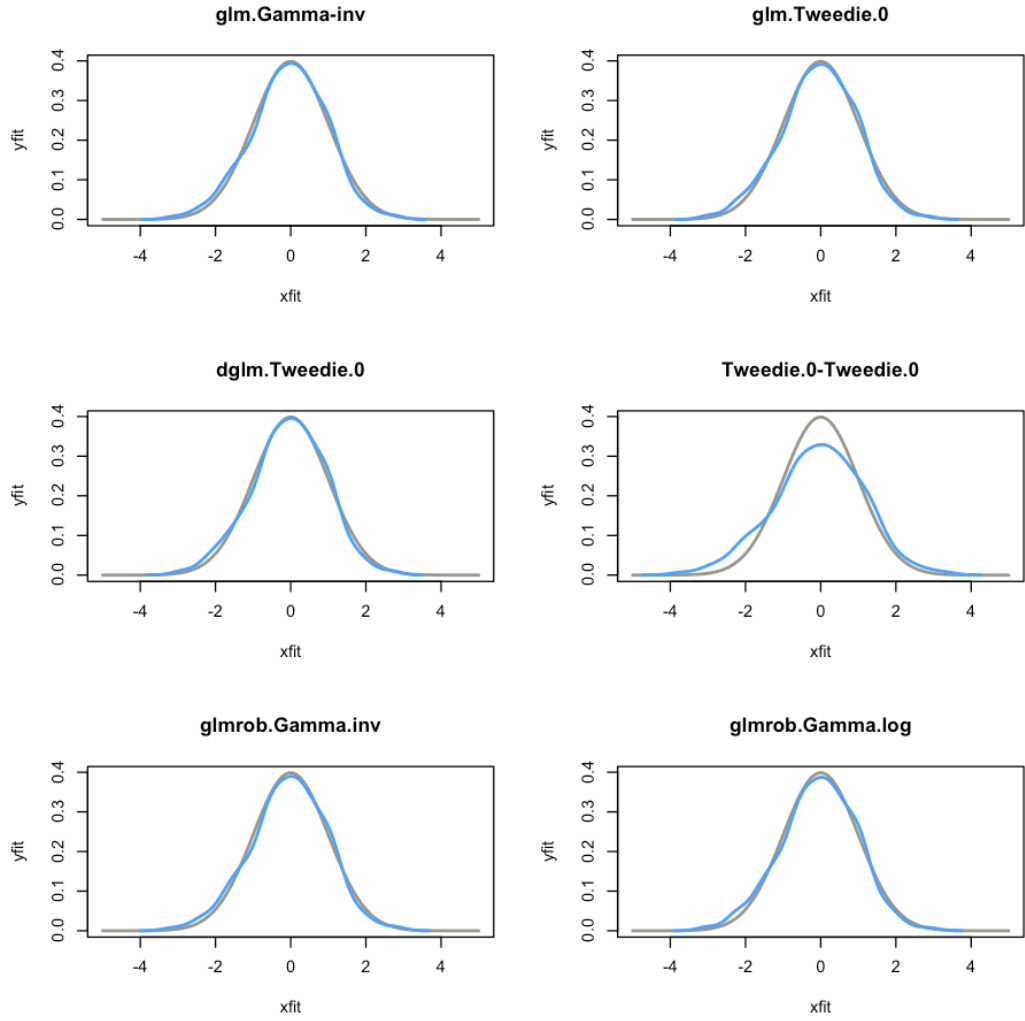 glm.Gamma-inv
yfit
0.0 0.1 0.2 0.3 0.4
-4 -2 0 2 4
xfit
glm.Tweedie.0
yfit
0.0 0.1 0.2 0.3 0.4
-4 -2 0 2 4
xfit
dglm.Tweedie.0
yfit
0.0 0.1 0.2 0.3 0.4
-4 -2 0 2 4
xfit
Tweedie.0-Tweedie.0
yfit
0.0 0.1 0.2 0.3 0.4
-4 -2 0 2 4
xfit
glmrob.Gamma.inv
yfit
0.0 0.1 0.2 0.3 0.4
-4 -2 0 2 4
xfit
glmrob.Gamma.log
yfit
0.0 0.1 0.2 0.3 0.4
-4 -2 0 2 4
xfit